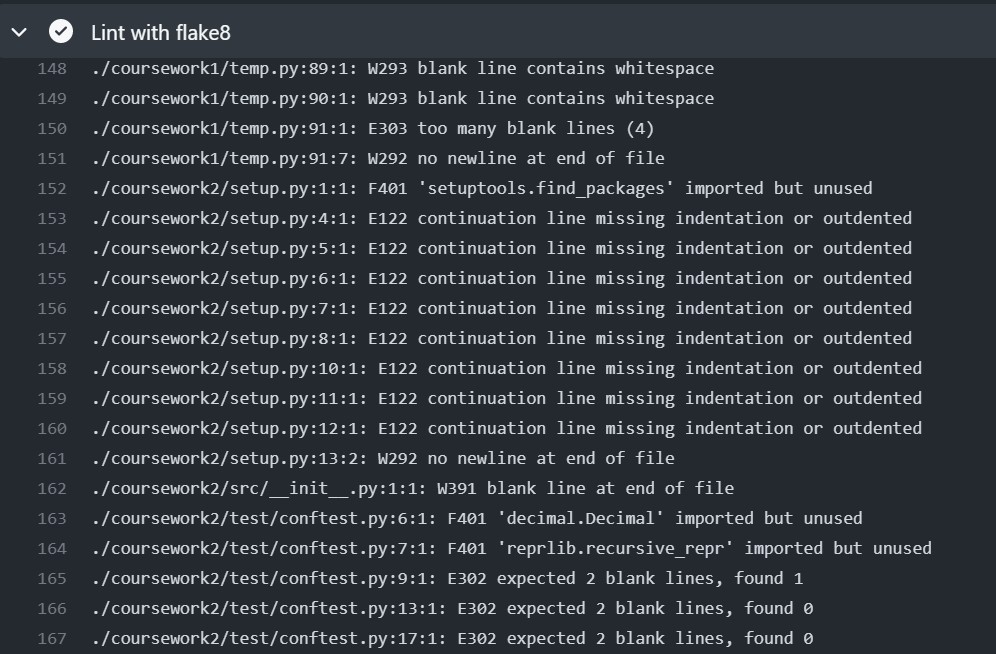 Lint with flake8
148 ./coursework1/temp.py:89:1: W293 blank line contains whitespace
149 ./coursework1/temp.py:90:1: W293 blank line contains whitespace
150 ./coursework1/temp.py:91:1: E303 too many blank lines (4)
151 ./coursework1/temp.py:91:7: W292 no newline at end of file
152 ./coursework2/setup.py:1:1: F401 'setuptools.find_packages' imported but unused
153 ./coursework2/setup.py:4:1: E122 continuation line missing indentation or outdented
154 ./coursework2/setup.py:5:1: E122 continuation line missing indentation or outdented
155 ./coursework2/setup.py:6:1: E122 continuation line missing indentation or outdented
156 ./coursework2/setup.py:7:1: E122 continuation line missing indentation or outdented
157 ./coursework2/setup.py:8:1: E122 continuation line missing indentation or outdented
158 ./coursework2/setup.py:10:1: E122 continuation line missing indentation or outdented
159 ./coursework2/setup.py:11:1: E122 continuation line missing indentation or outdented
160 ./coursework2/setup.py:12:1: E122 continuation line missing indentation or outdented
161 ./coursework2/setup.py:13:2: W292 no newline at end of file
162 ./coursework2/src/__init__.py:1:1: W391 blank line at end of file
163 ./coursework2/test/conftest.py:6:1: F401 'decimal.Decimal' imported but unused
164 ./coursework2/test/conftest.py:7:1: F401 'reprlib.recursive_repr' imported but unused
165 ./coursework2/test/conftest.py:9:1: E302 expected 2 blank lines, found 1
166 ./coursework2/test/conftest.py:13:1: E302 expected 2 blank lines, found 0
167 ./coursework2/test/conftest.py:17:1: E302 expected 2 blank lines, found 0